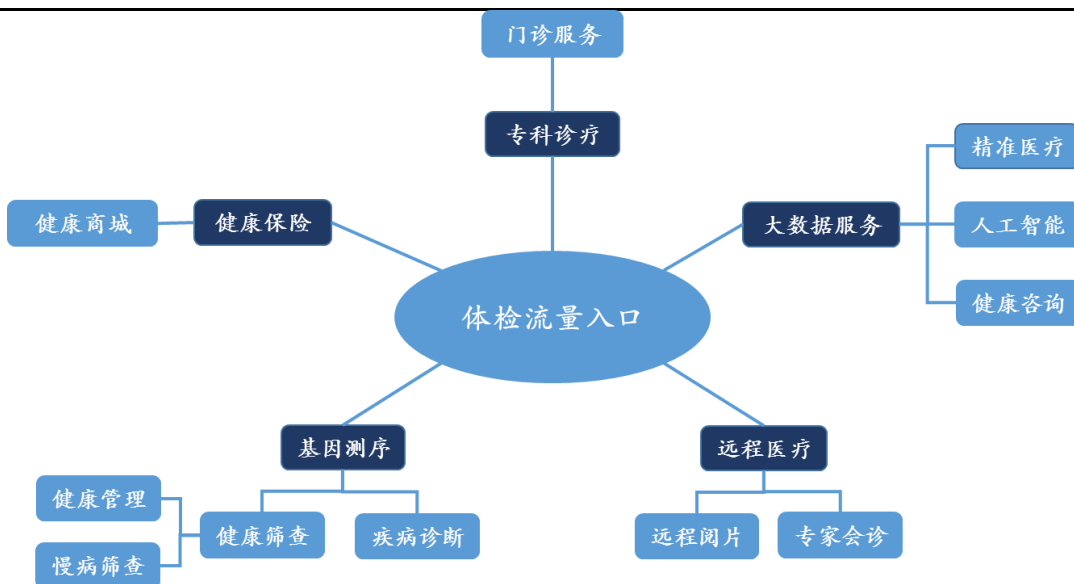 门诊服务
专科诊疗
精准医疗
健康商城
健康保险
大数据服务
人工智能
健康咨询
体检流量入口
基因测序
远程医疗
健康管理
健康筛查
疾病诊断
远程阅片
专家会诊
慢病筛查